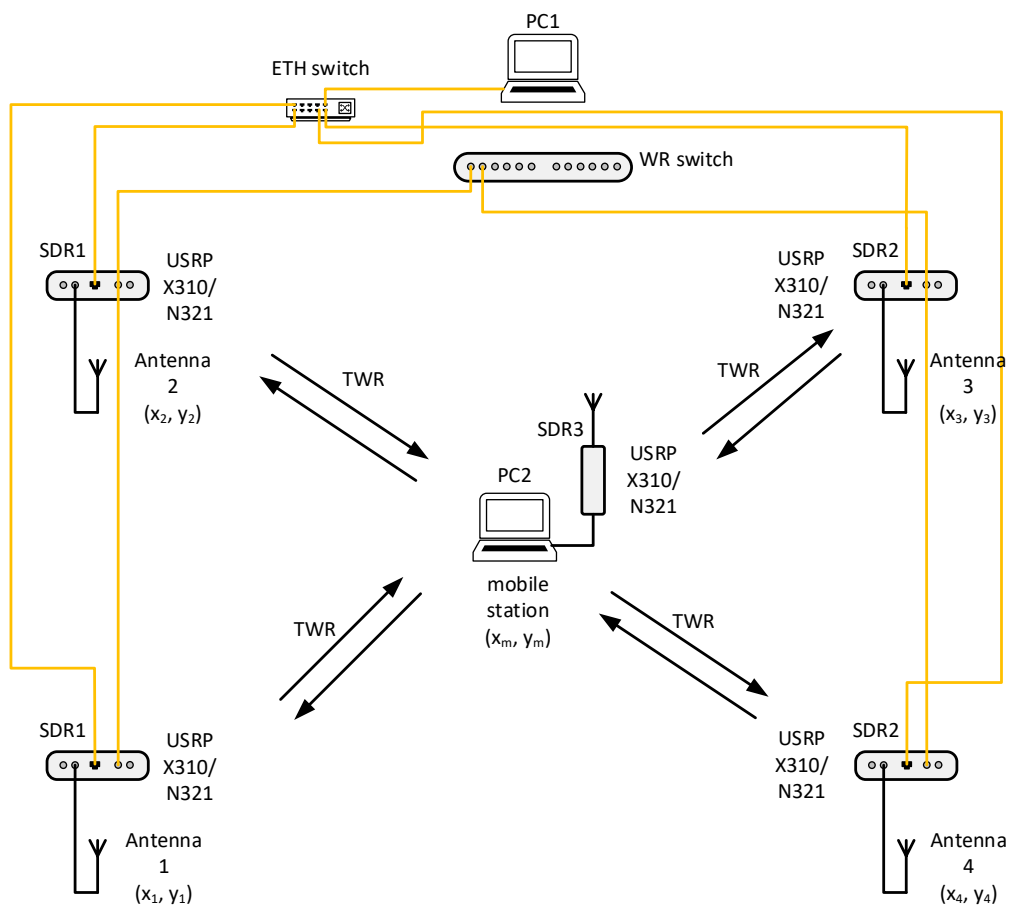 PC1
ETH switch
WR switch
SDR1
USRP
X310/
N321
Antenna
2
(x₂, y₂)
TWR
USRP
X310/
N321
SDR2
Antenna
3
(x₃, y₃)
TWR
SDR3
USRP
X310/
N321
PC2
mobile
station
(xₘ, yₘ)
TWR
TWR
SDR1
USRP
X310/
N321
Antenna
1
(x₁, y₁)
USRP
X310/
N321
SDR2
Antenna
4
(x₄, y₄)